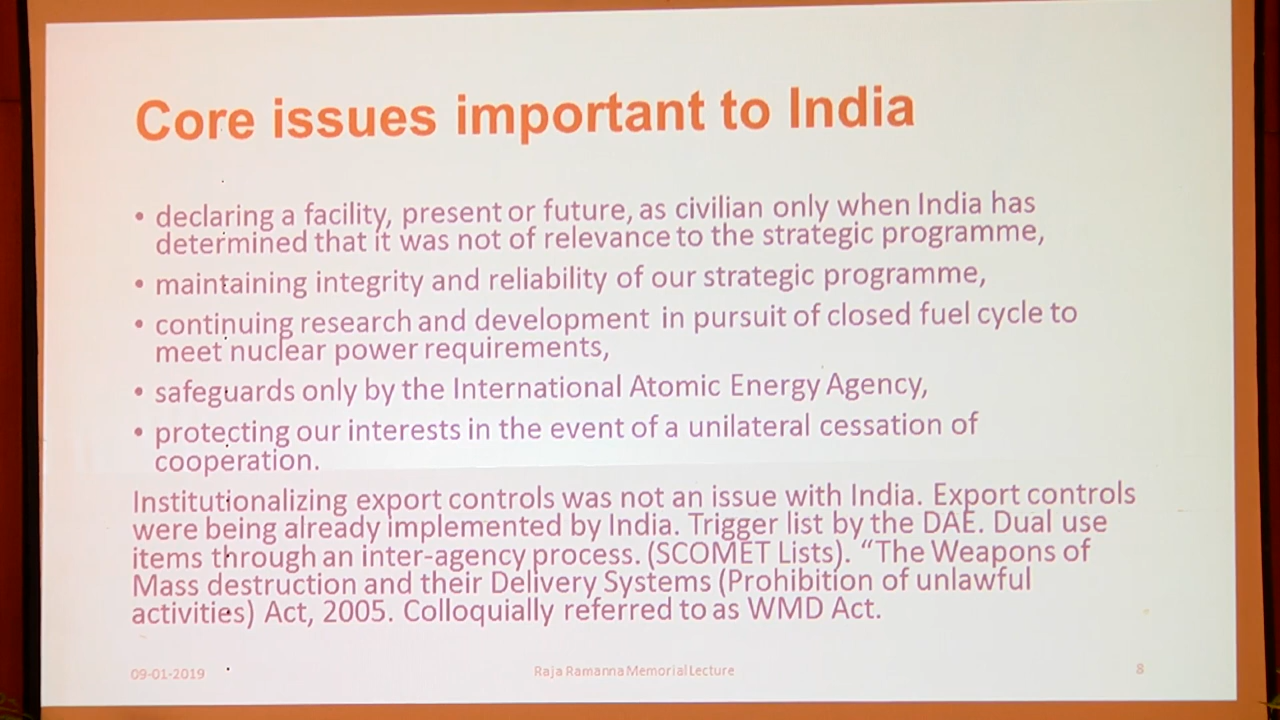 Core issues important to India
• declaring a facility, present or future, as civilian only when India has
determined that it was not of relevance to the strategic programme,
• maintaining integrity and reliability of our strategic programme,
• continuing research and development in pursuit of closed fuel cycle to
meet nuclear power requirements,
• safeguards only by the International Atomic Energy Agency,
• protecting our interests in the event of a unilateral cessation of
cooperation.
Institutionalizing export controls was not an issue with India. Export controls
were being already implemented by India. Trigger list by the DAE. Dual use
items through an inter-agency process. (SCOMET Lists). “The Weapons of
Mass destruction and their Delivery Systems (Prohibition of unlawful
activities) Act, 2005. Colloquially referred to as WMD Act.
09-01-2019
Raja Ramanna Memorial Lecture
8